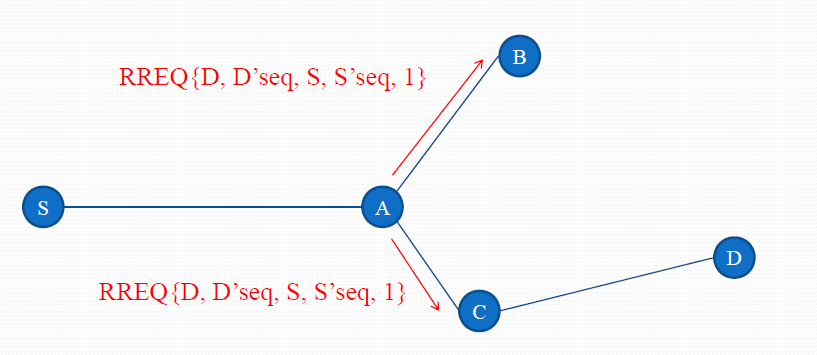 B
RREQ{D, D’seq, S, S’seq, 1}
S
A
D
RREQ{D, D’seq, S, S’seq, 1}
C